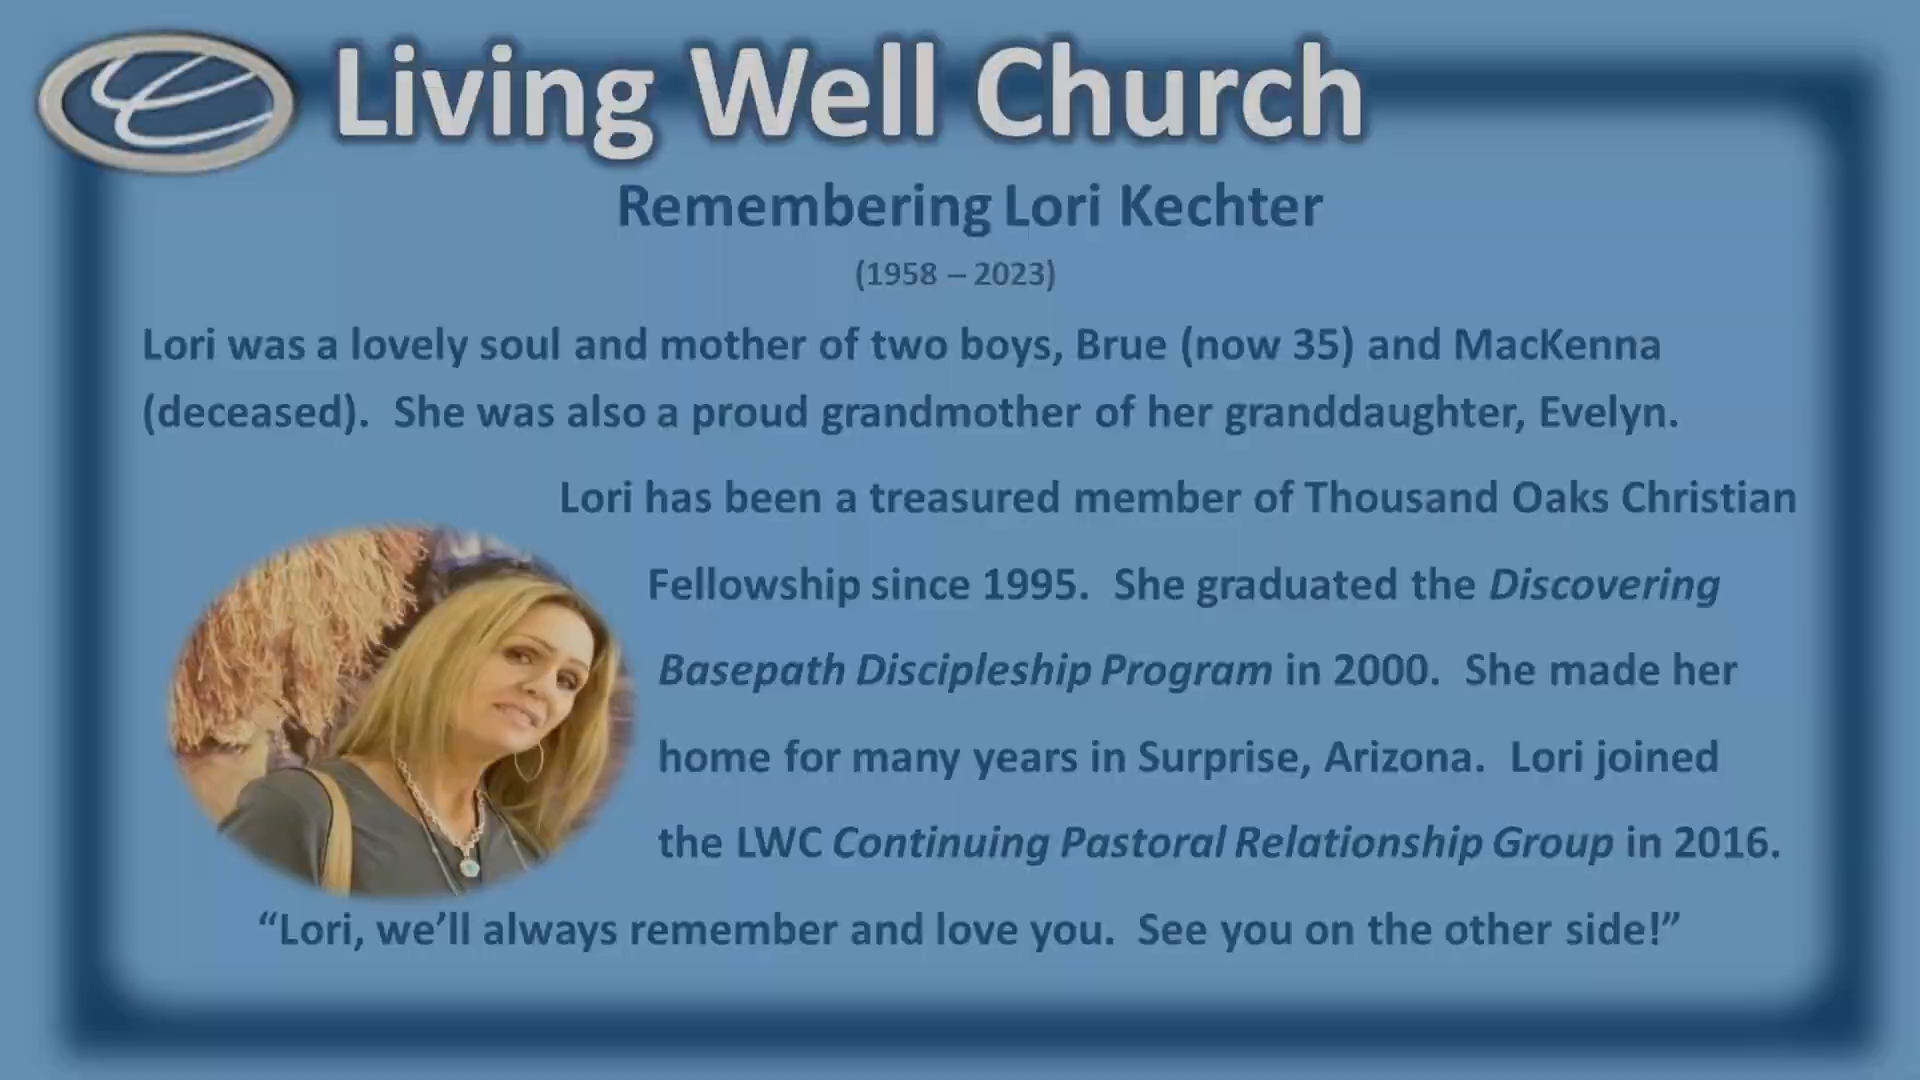 Living Well Church
Remembering Lori Kechter
(1958 – 2023)
Lori was a lovely soul and mother of two boys, Brue (now 35) and MacKenna
(deceased).  She was also a proud grandmother of her granddaughter, Evelyn.
Lori has been a treasured member of Thousand Oaks Christian
Fellowship since 1995.  She graduated the Discovering
Basepath Discipleship Program in 2000.  She made her
home for many years in Surprise, Arizona.  Lori joined
the LWC Continuing Pastoral Relationship Group in 2016.
“Lori, we’ll always remember and love you.  See you on the other side!”